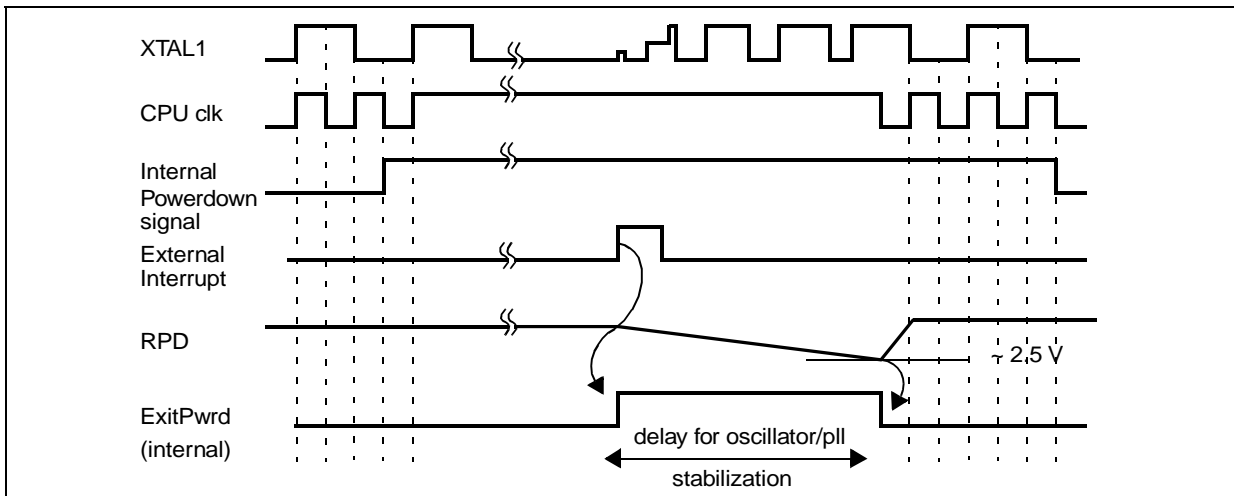 XTAL1
CPU clk
Internal
Powerdown
signal
External
Interrupt
RPD
~ 2.5 V
ExitPwrd
(internal)
delay for oscillator/pll
stabilization